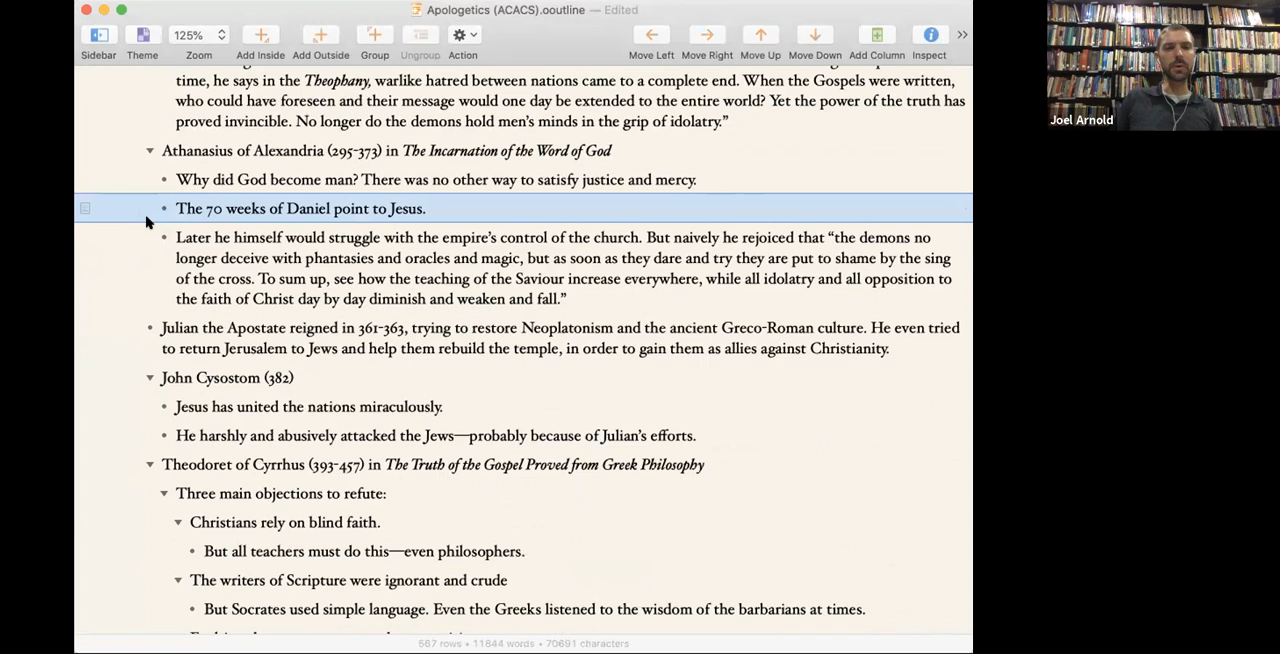 Apologetics (ACACS).ooutline — Edited
125%
Sidebar Theme Zoom Add Inside Add Outside Group Ungroup Action Move Left Move Right Move Up Move Down Add Column Inspect
time, he says in the Theophany, warlike hatred between nations came to a complete end. When the Gospels were written,
who could have foreseen and their message would one day be extended to the entire world? Yet the power of the truth has
proved invincible. No longer do the demons hold men's minds in the grip of idolatry.”
Athanasius of Alexandria (295-373) in The Incarnation of the Word of God
• Why did God become man? There was no other way to satisfy justice and mercy.
• The 70 weeks of Daniel point to Jesus.
• Later he himself would struggle with the empire's control of the church. But naively he rejoiced that “the demons no
longer deceive with phantasies and oracles and magic, but as soon as they dare and try they are put to shame by the sing
of the cross. To sum up, see how the teaching of the Saviour increase everywhere, while all idolatry and all opposition to
the faith of Christ day by day diminish and weaken and fall.”
• Julian the Apostate reigned in 361-363, trying to restore Neoplatonism and the ancient Greco-Roman culture. He even tried
to return Jerusalem to Jews and help them rebuild the temple, in order to gain them as allies against Christianity.
John Cysostom (382)
• Jesus has united the nations miraculously.
• He harshly and abusively attacked the Jews—probably because of Julian's efforts.
Theodoret of Cyrrhus (393-457) in The Truth of the Gospel Proved from Greek Philosophy
Three main objections to refute:
Christians rely on blind faith.
• But all teachers must do this—even philosophers.
The writers of Scripture were ignorant and crude
• But Socrates used simple language. Even the Greeks listened to the wisdom of the barbarians at times.
567 rows • 11844 words • 70691 characters
Joel Arnold